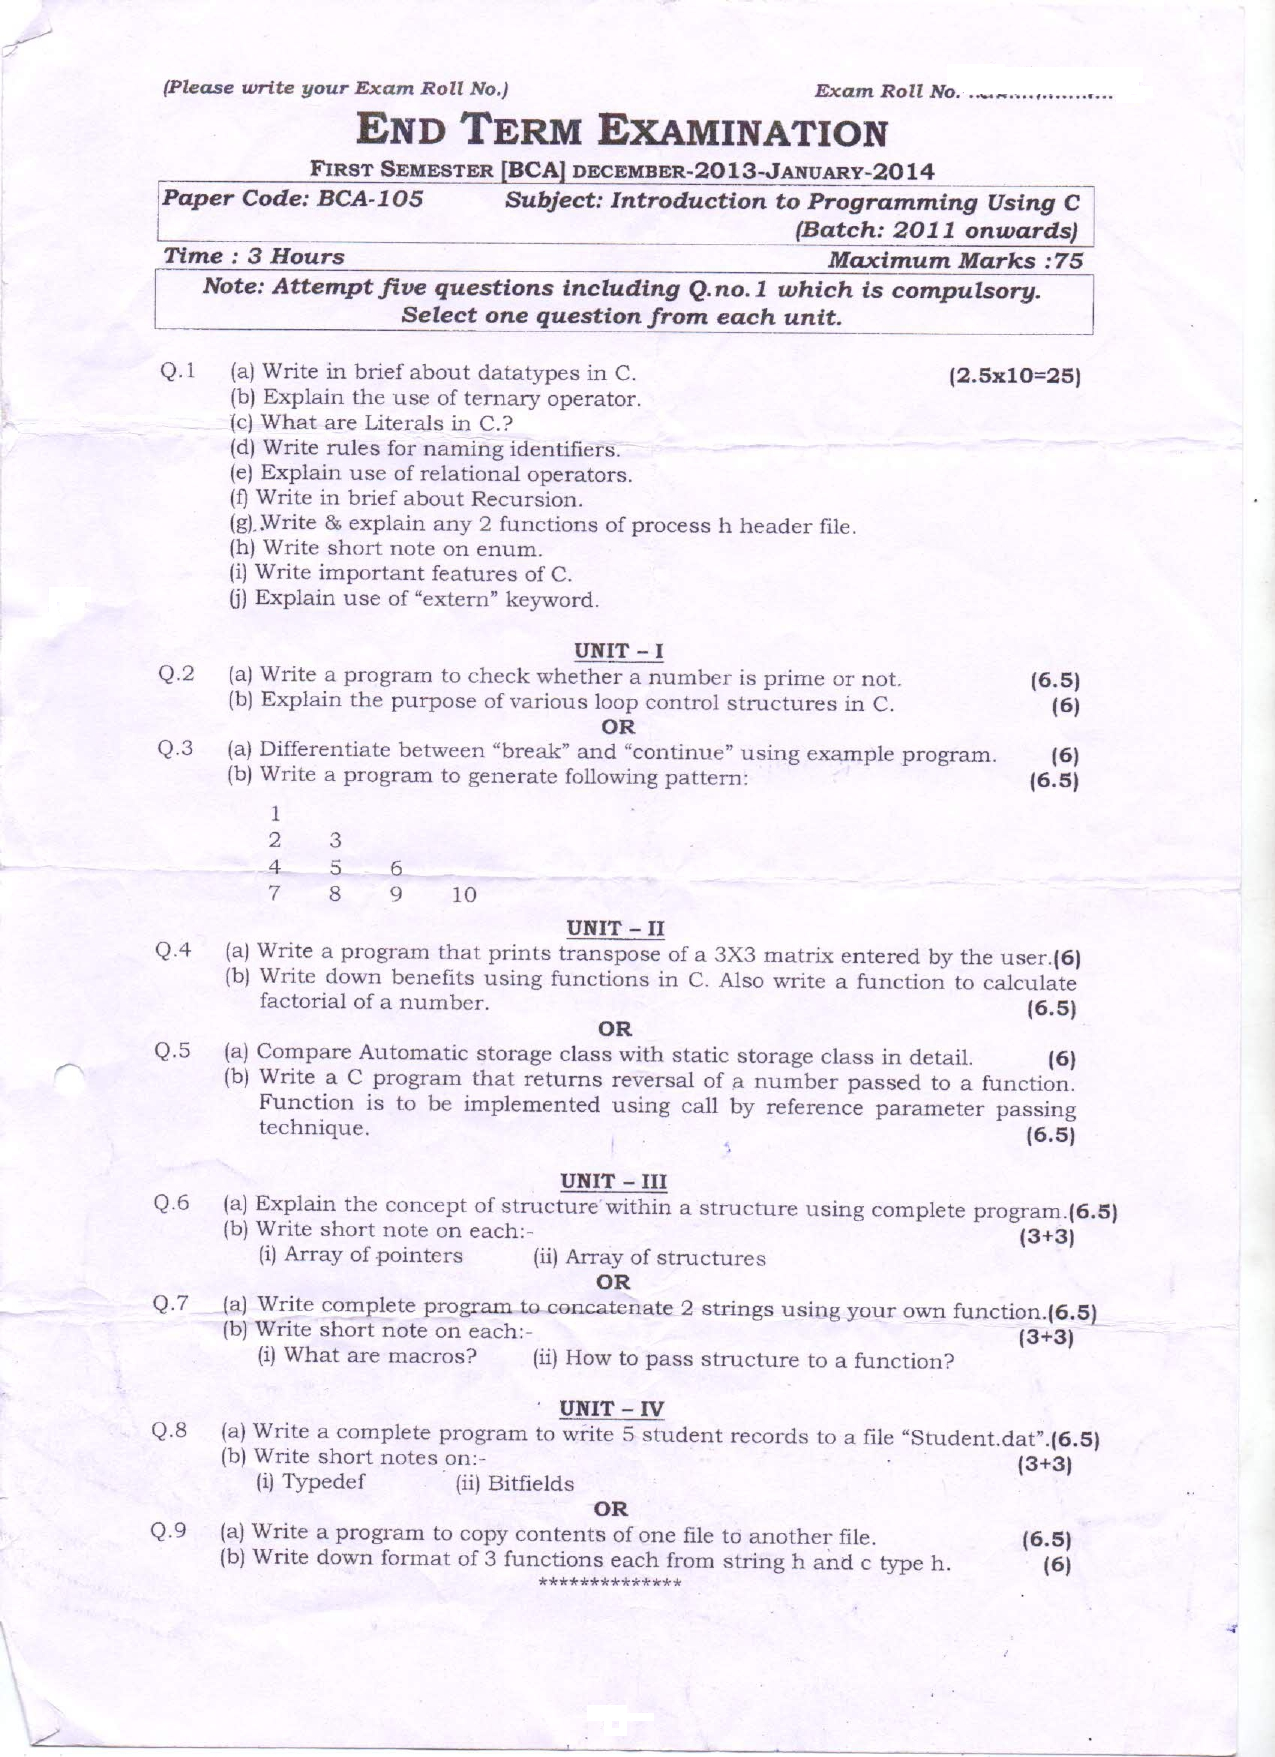 (Please write your Exam Roll No.) Exam Roll No. ........................
END TERM EXAMINATION
FIRST SEMESTER [BCA] DECEMBER-2013-JANUARY-2014
Paper Code: BCA-105 Subject: Introduction to Programming Using C
(Batch: 2011 onwards)
Time : 3 Hours Maximum Marks :75
Note: Attempt five questions including Q.no.1 which is compulsory.
Select one question from each unit.
Q.1 (a) Write in brief about datatypes in C. (2.5x10=25)
(b) Explain the use of ternary operator.
(c) What are Literals in C.?
(d) Write rules for naming identifiers.
(e) Explain use of relational operators.
(f) Write in brief about Recursion.
(g) Write & explain any 2 functions of process h header file.
(h) Write short note on enum.
(i) Write important features of C.
(j) Explain use of “extern” keyword.
UNIT – I
Q.2 (a) Write a program to check whether a number is prime or not. (6.5)
(b) Explain the purpose of various loop control structures in C. (6)
OR
Q.3 (a) Differentiate between “break” and “continue” using example program. (6)
(b) Write a program to generate following pattern: (6.5)
1
2 3
4 5 6
7 8 9 10
UNIT – II
Q.4 (a) Write a program that prints transpose of a 3X3 matrix entered by the user.(6)
(b) Write down benefits using functions in C. Also write a function to calculate
factorial of a number. (6.5)
OR
Q.5 (a) Compare Automatic storage class with static storage class in detail. (6)
(b) Write a C program that returns reversal of a number passed to a function.
Function is to be implemented using call by reference parameter passing
technique. (6.5)
UNIT – III
Q.6 (a) Explain the concept of structure within a structure using complete program.(6.5)
(b) Write short note on each:- (3+3)
(i) Array of pointers (ii) Array of structures
OR
Q.7 (a) Write complete program to concatenate 2 strings using your own function.(6.5)
(b) Write short note on each:- (3+3)
(i) What are macros? (ii) How to pass structure to a function?
UNIT – IV
Q.8 (a) Write a complete program to write 5 student records to a file “Student.dat”.(6.5)
(b) Write short notes on:- (3+3)
(i) Typedef (ii) Bitfields
OR
Q.9 (a) Write a program to copy contents of one file to another file. (6.5)
(b) Write down format of 3 functions each from string h and c type h. (6)
**************